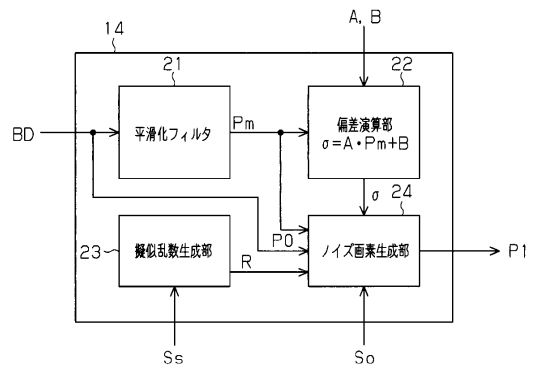 A, B
14
21
22
BD
平滑化フィルタ
Pm
偏差演算部
σ=A・Pm+B
σ
24
23
擬似乱数生成部
P0
R
ノイズ画素生成部
P1
Ss
So